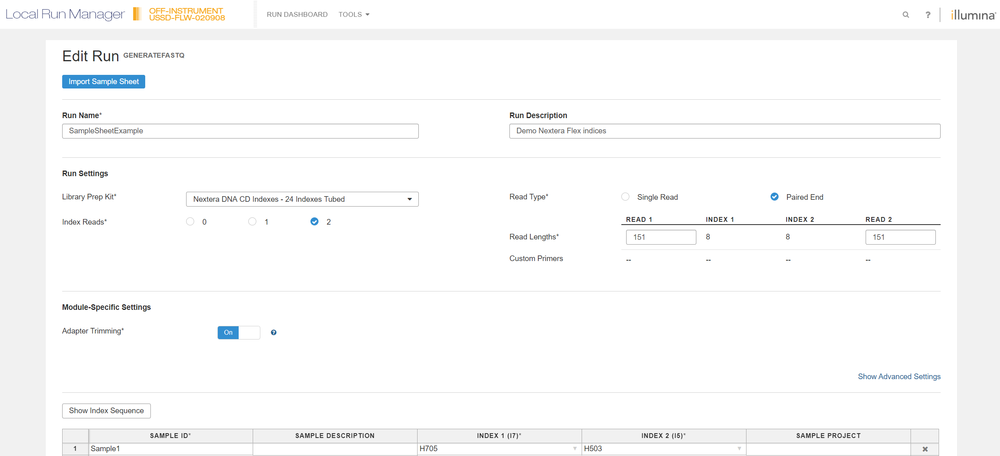 Local Run Manager
OFF-INSTRUMENT
USSD-FLW-020908
RUN DASHBOARD TOOLS
? illumina®
Edit Run GENERATEFASTQ
Import Sample Sheet
Run Name* Run Description
SampleSheetExample Demo Nextera Flex indices
Run Settings
Library Prep Kit* Nextera DNA CD Indexes - 24 Indexes Tubed Read Type* Single Read Paired End
Index Reads* 0 1 2 READ 1 INDEX 1 INDEX 2 READ 2
Read Lengths* 151 8 8 151
Custom Primers -- -- -- --
Module-Specific Settings
Adapter Trimming* On ?
Show Advanced Settings
Show Index Sequence
SAMPLE ID* SAMPLE DESCRIPTION INDEX 1 (I7)* INDEX 2 (I5)* SAMPLE PROJECT
1 Sample1 H705 H503